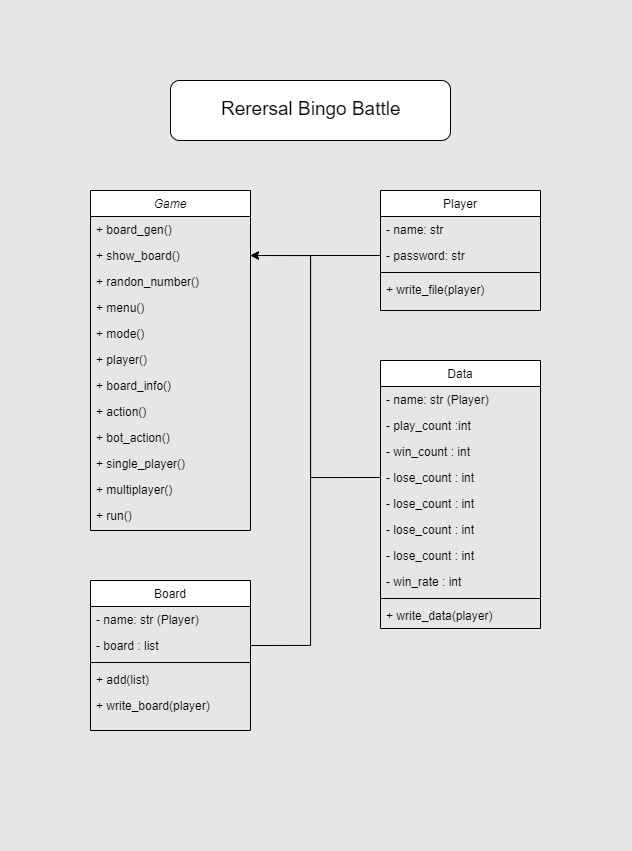 Rerersal Bingo Battle
Game
+ board_gen()
+ show_board()
+ randon_number()
+ menu()
+ mode()
+ player()
+ board_info()
+ action()
+ bot_action()
+ single_player()
+ multiplayer()
+ run()
Player
- name: str
- password: str
+ write_file(player)
Data
- name: str (Player)
- play_count :int
- win_count : int
- lose_count : int
- lose_count : int
- lose_count : int
- lose_count : int
- win_rate : int
+ write_data(player)
Board
- name: str (Player)
- board : list
+ add(list)
+ write_board(player)